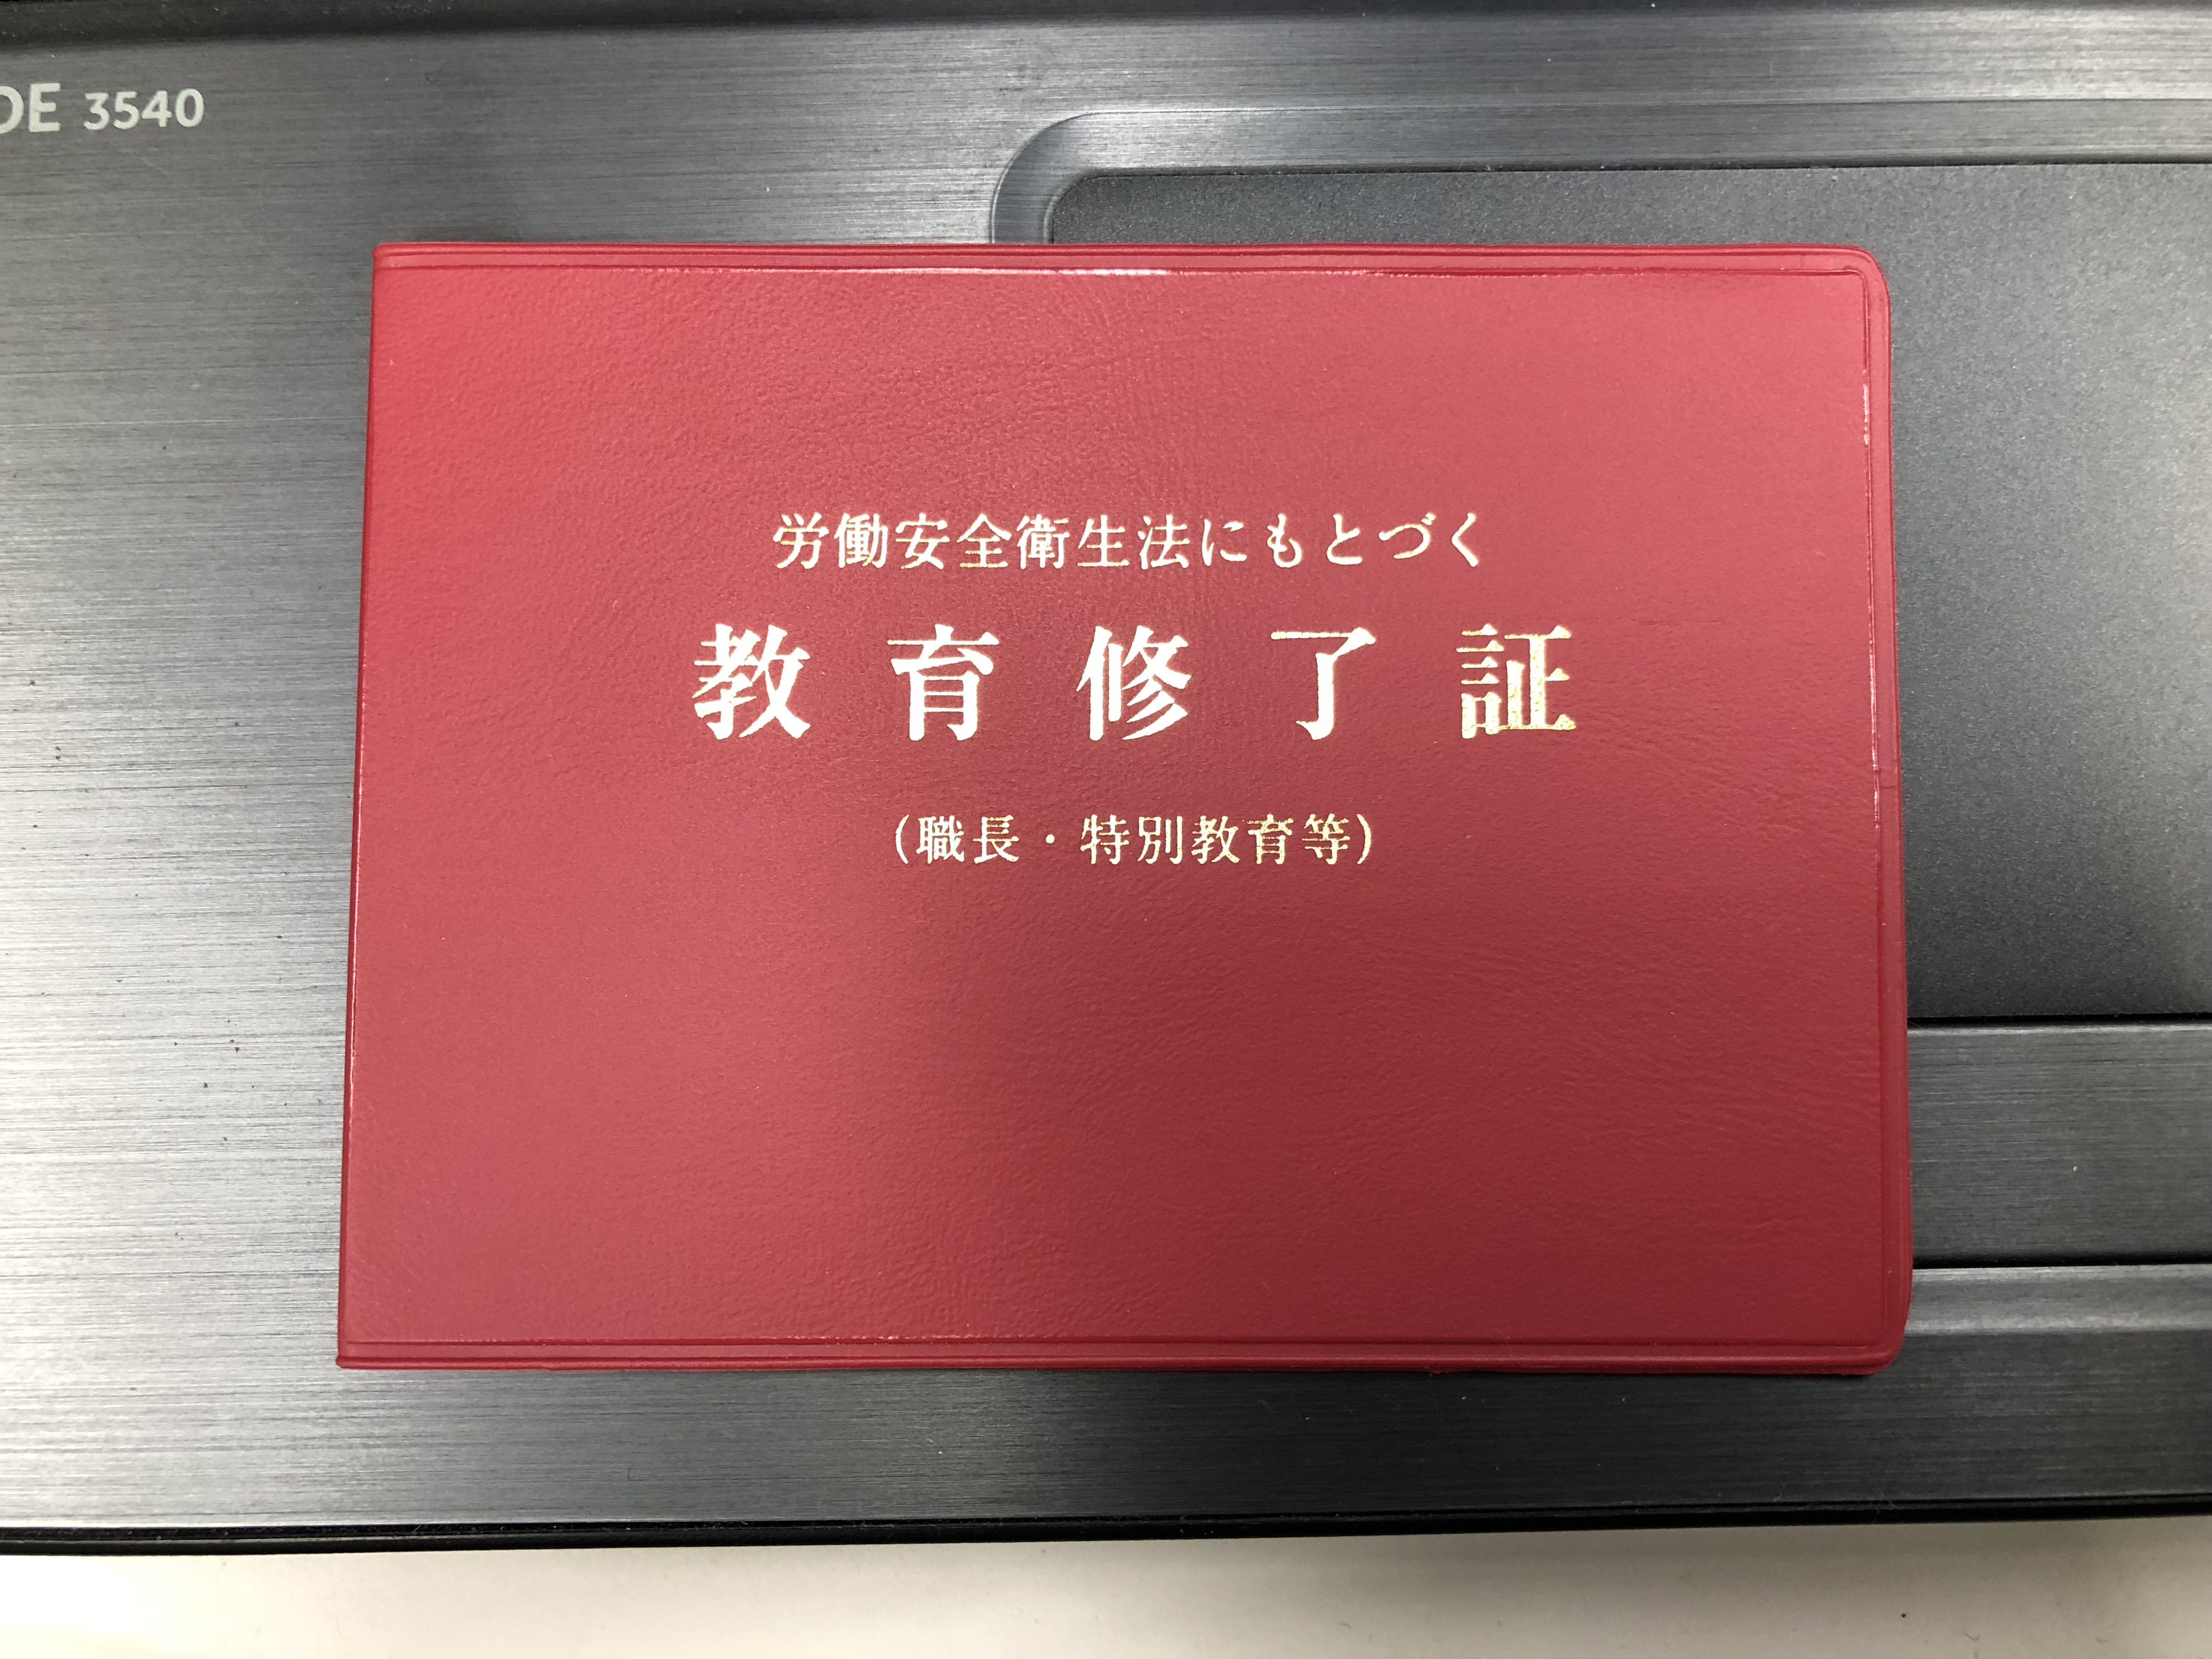 3540
労働安全衛生法にもとづく
教育修了証
(職長・特別教育等)